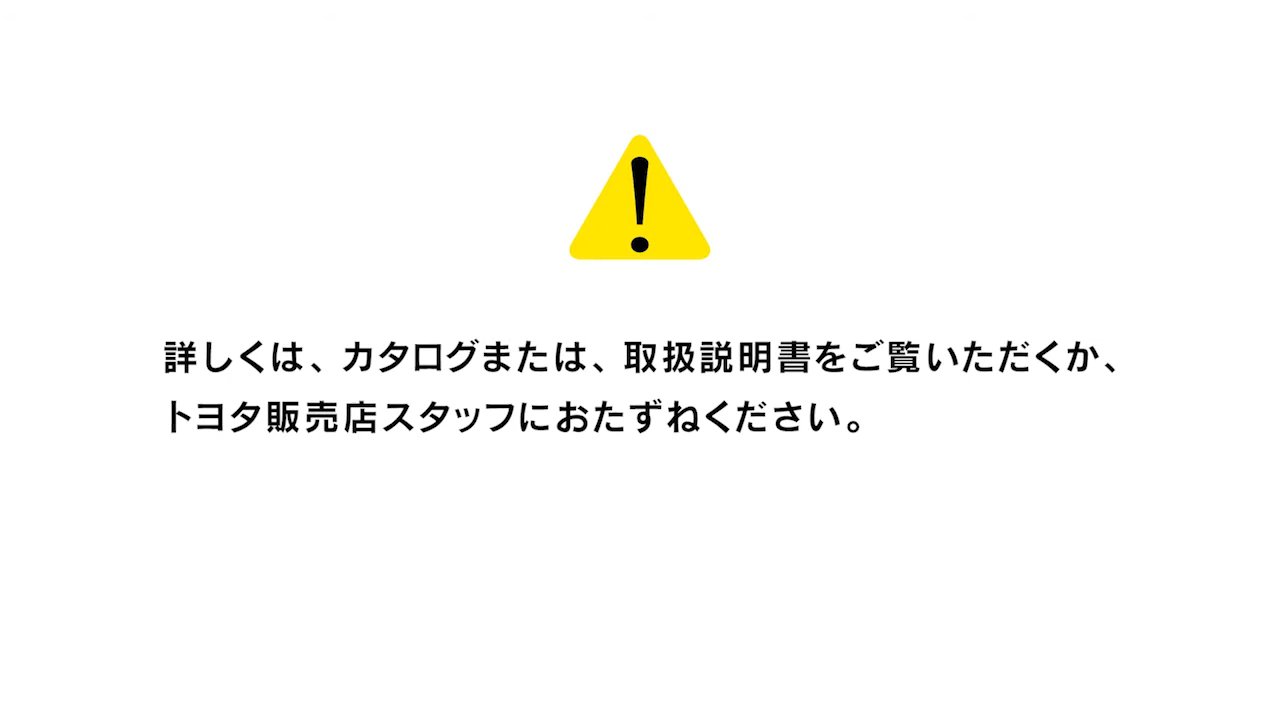 詳しくは、カタログまたは、取扱説明書をご覧いただくか、
トヨタ販売店スタッフにおたずねください。